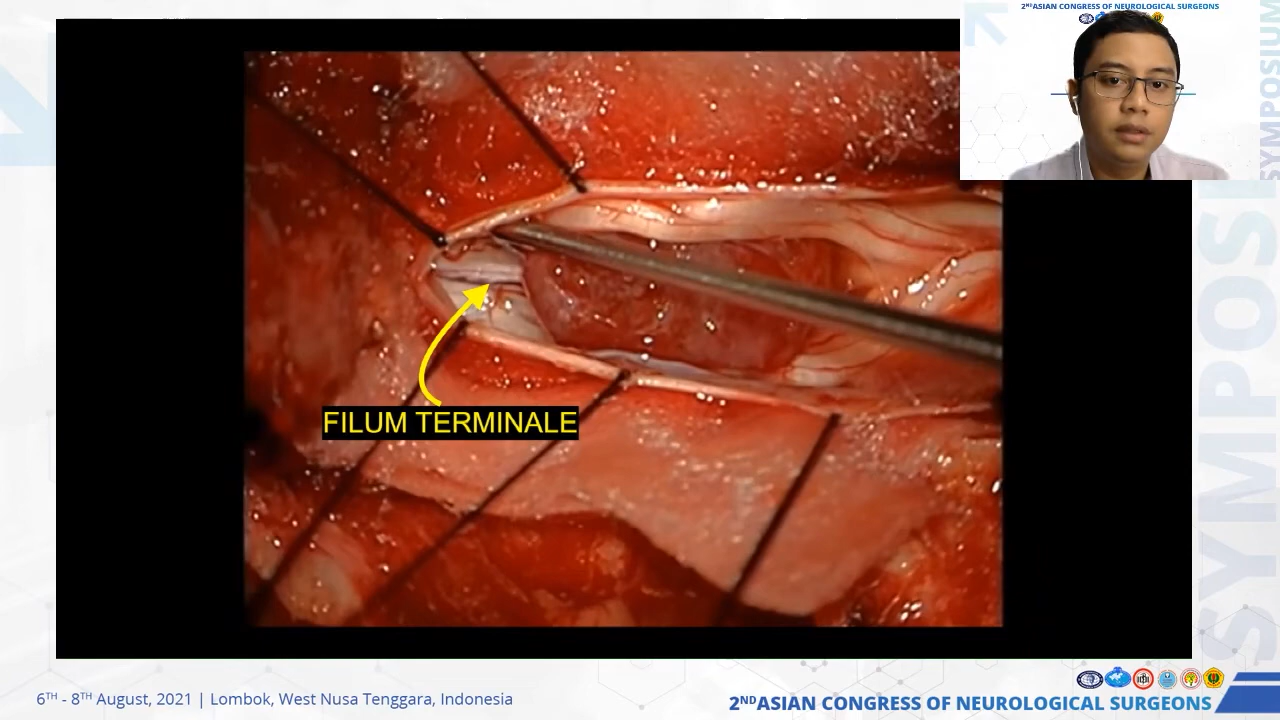 2ND ASIAN CONGRESS OF NEUROLOGICAL SURGEONS
SYMPOSIUM
FILUM TERMINALE
SYMPOSI
6TH - 8TH August, 2021 | Lombok, West Nusa Tenggara, Indonesia
2NDASIAN CONGRESS OF NEUROLOGICAL SURGEONS